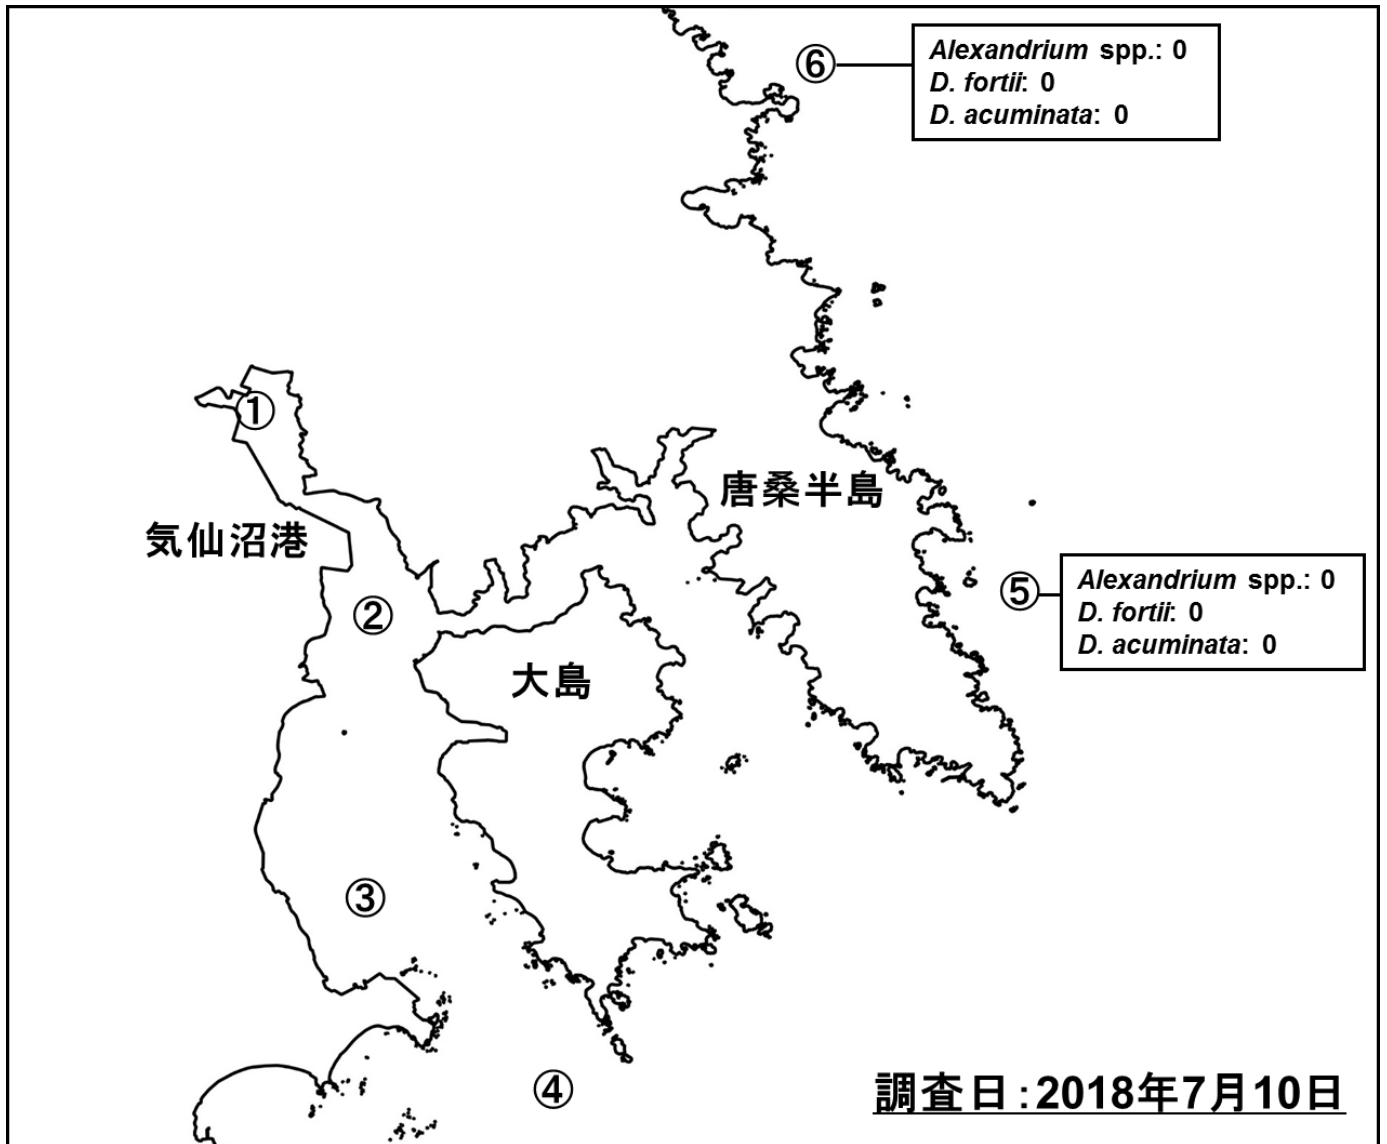 ⑥
Alexandrium spp.: 0
D. fortii: 0
D. acuminata: 0
①
唐桑半島
気仙沼港
⑤
Alexandrium spp.: 0
D. fortii: 0
D. acuminata: 0
②
大島
③
④
調査日:2018年7月10日